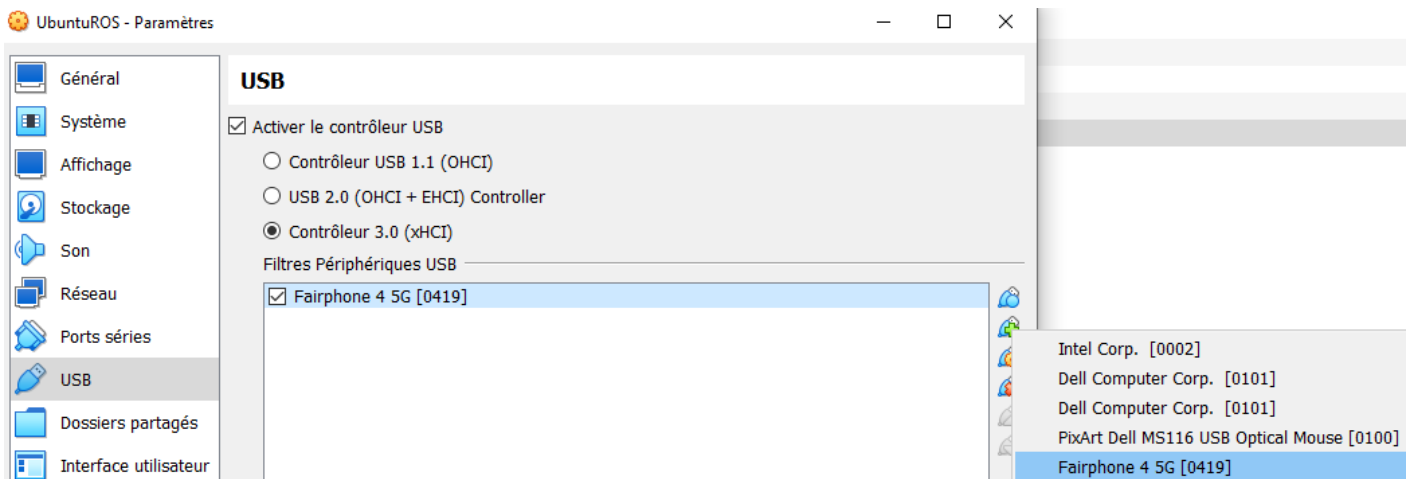 UbuntuROS - Paramètres
Général
Système
Affichage
Stockage
Son
Réseau
Ports séries
USB
Dossiers partagés
Interface utilisateur
USB
Activer le contrôleur USB
Contrôleur USB 1.1 (OHCI)
USB 2.0 (OHCI + EHCI) Controller
Contrôleur 3.0 (xHCI)
Filtres Périphériques USB
Fairphone 4 5G [0419]
Intel Corp. [0002]
Dell Computer Corp. [0101]
Dell Computer Corp. [0101]
PixArt Dell MS116 USB Optical Mouse [0100]
Fairphone 4 5G [0419]